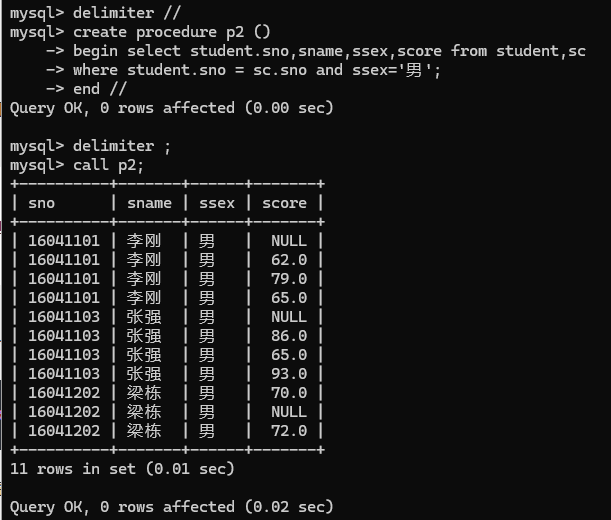 mysql> delimiter //
mysql> create procedure p2 ()
    -> begin select student.sno,sname,ssex,score from student,sc
    -> where student.sno = sc.sno and ssex='男';
    -> end //
Query OK, 0 rows affected (0.00 sec)

mysql> delimiter ;
mysql> call p2;
+----------+-------+------+-------+
| sno      | sname | ssex | score |
+----------+-------+------+-------+
| 16041101 | 李刚  | 男   |  NULL |
| 16041101 | 李刚  | 男   |  62.0 |
| 16041101 | 李刚  | 男   |  79.0 |
| 16041101 | 李刚  | 男   |  65.0 |
| 16041103 | 张强  | 男   |  NULL |
| 16041103 | 张强  | 男   |  86.0 |
| 16041103 | 张强  | 男   |  65.0 |
| 16041103 | 张强  | 男   |  93.0 |
| 16041202 | 梁栋  | 男   |  70.0 |
| 16041202 | 梁栋  | 男   |  NULL |
| 16041202 | 梁栋  | 男   |  72.0 |
+----------+-------+------+-------+
11 rows in set (0.01 sec)

Query OK, 0 rows affected (0.02 sec)